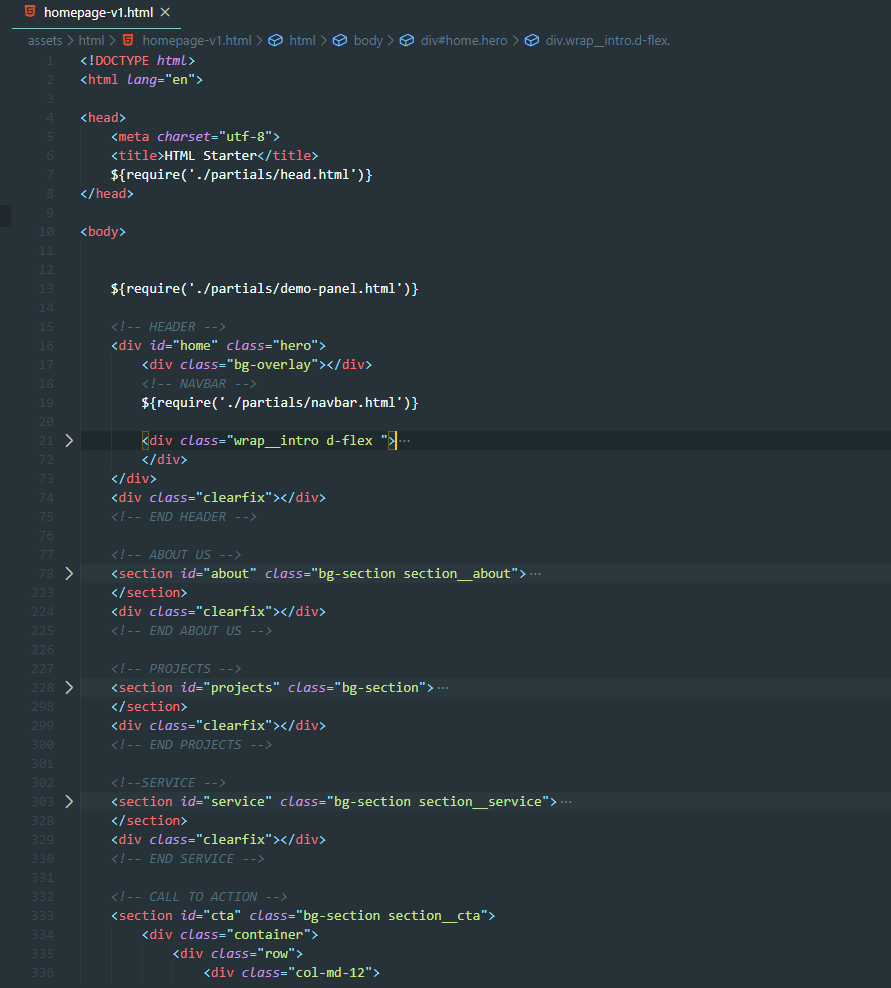 homepage-v1.html ×
assets > html > homepage-v1.html > html > body > div#home.hero > div.wrap__intro.d-flex.
1 <!DOCTYPE html>
2 <html lang="en">
3
4 <head>
5 <meta charset="utf-8">
6 <title>HTML Starter</title>
7 ${require('./partials/head.html')}
8 </head>
9
10 <body>
11
12
13 ${require('./partials/demo-panel.html')}
14
15 <!-- HEADER -->
16 <div id="home" class="hero">
17 <div class="bg-overlay"></div>
18 <!-- NAVBAR -->
19 ${require('./partials/navbar.html')}
20
21 <div class="wrap__intro d-flex ">···
72 </div>
73 </div>
74 <div class="clearfix"></div>
75 <!-- END HEADER -->
76
77 <!-- ABOUT US -->
78 <section id="about" class="bg-section section__about">···
223 </section>
224 <div class="clearfix"></div>
225 <!-- END ABOUT US -->
226
227 <!-- PROJECTS -->
228 <section id="projects" class="bg-section">···
298 </section>
299 <div class="clearfix"></div>
300 <!-- END PROJECTS -->
301
302 <!--SERVICE -->
303 <section id="service" class="bg-section section__service">···
328 </section>
329 <div class="clearfix"></div>
330 <!-- END SERVICE -->
331
332 <!-- CALL TO ACTION -->
333 <section id="cta" class="bg-section section__cta">
334 <div class="container">
335 <div class="row">
336 <div class="col-md-12">